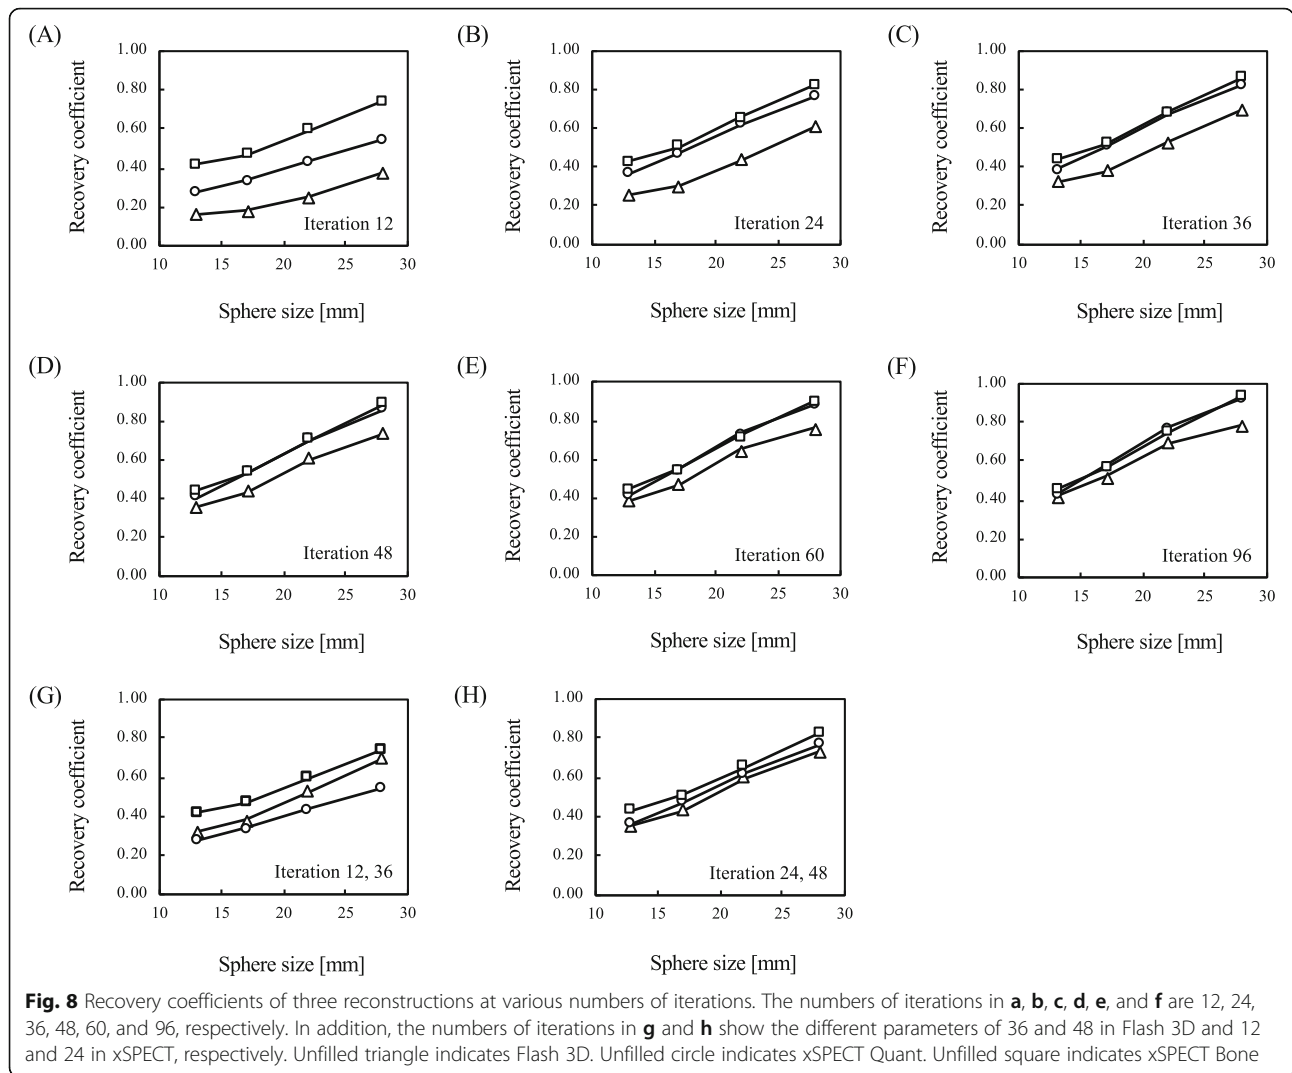 (A)
Recovery coefficient
1.00
0.80
0.60
0.40
0.20
0.00
10 15 20 25 30
Iteration 12
Sphere size [mm]
(B)
Recovery coefficient
1.00
0.80
0.60
0.40
0.20
0.00
10 15 20 25 30
Iteration 24
Sphere size [mm]
(C)
Recovery coefficient
1.00
0.80
0.60
0.40
0.20
0.00
10 15 20 25 30
Iteration 36
Sphere size [mm]
(D)
Recovery coefficient
1.00
0.80
0.60
0.40
0.20
0.00
10 15 20 25 30
Iteration 48
Sphere size [mm]
(E)
Recovery coefficient
1.00
0.80
0.60
0.40
0.20
0.00
10 15 20 25 30
Iteration 60
Sphere size [mm]
(F)
Recovery coefficient
1.00
0.80
0.60
0.40
0.20
0.00
10 15 20 25 30
Iteration 96
Sphere size [mm]
(G)
Recovery coefficient
1.00
0.80
0.60
0.40
0.20
0.00
10 15 20 25 30
Iteration 12, 36
Sphere size [mm]
(H)
Recovery coefficient
1.00
0.80
0.60
0.40
0.20
0.00
10 15 20 25 30
Iteration 24, 48
Sphere size [mm]
Fig. 8 Recovery coefficients of three reconstructions at various numbers of iterations. The numbers of iterations in a, b, c, d, e, and f are 12, 24,
36, 48, 60, and 96, respectively. In addition, the numbers of iterations in g and h show the different parameters of 36 and 48 in Flash 3D and 12
and 24 in xSPECT, respectively. Unfilled triangle indicates Flash 3D. Unfilled circle indicates xSPECT Quant. Unfilled square indicates xSPECT Bone